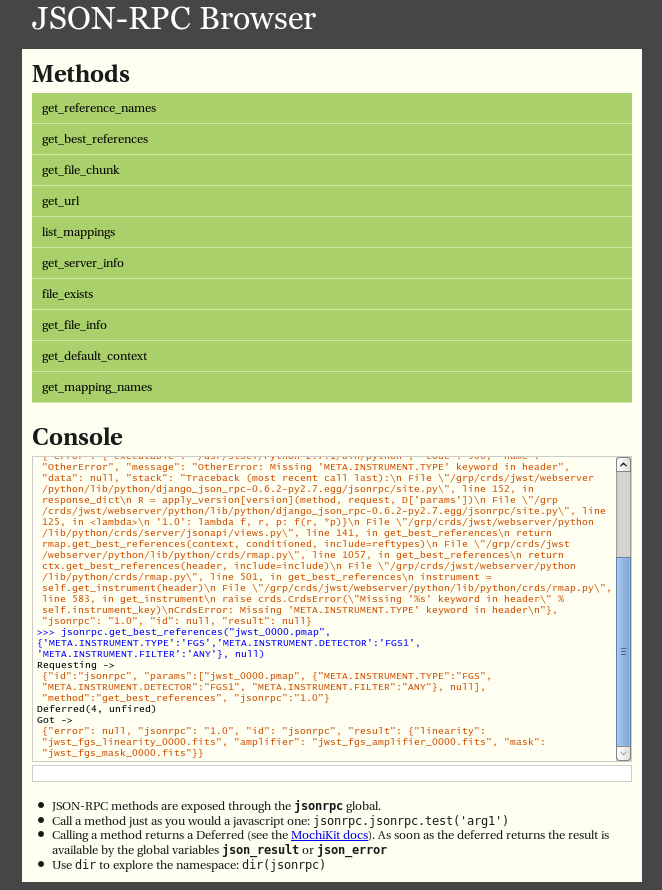 JSON-RPC Browser
Methods
get_reference_names
get_best_references
get_file_chunk
get_url
list_mappings
get_server_info
file_exists
get_file_info
get_default_context
get_mapping_names
Console
"OtherError", "message": "OtherError: Missing 'META.INSTRUMENT.TYPE' keyword in header",
"data": null, "stack": "Traceback (most recent call last):\n File \"/grp/crds/jwst/webserver
/python/lib/python/django_json_rpc-0.6.2-py2.7.egg/jsonrpc/site.py\", line 152, in
response_dict\n R = apply_version[version](method, request, D['params'])\n File \"/grp
/crds/jwst/webserver/python/lib/python/django_json_rpc-0.6.2-py2.7.egg/jsonrpc/site.py\", line
125, in <lambda>\n '1.0': lambda f, r, p: f(r, *p)}\n File \"/grp/crds/jwst/webserver/python
/lib/python/crds/server/jsonapi/views.py\", line 141, in get_best_references\n return
rmap.get_best_references(context, conditioned, include=reftypes)\n File \"/grp/crds/jwst
/webserver/python/lib/python/crds/rmap.py\", line 1057, in get_best_references\n return
ctx.get_best_references(header, include=include)\n File \"/grp/crds/jwst/webserver/python
/lib/python/crds/rmap.py\", line 501, in get_best_references\n instrument =
self.get_instrument(header)\n File \"/grp/crds/jwst/webserver/python/lib/python/crds/rmap.py\",
line 583, in get_instrument\n raise crds.CrdsError(\"Missing '%s' keyword in header\" %
self.instrument_key)\nCrdsError: Missing 'META.INSTRUMENT.TYPE' keyword in header\n"},
"jsonrpc": "1.0", "id": null, "result": null}
>>> jsonrpc.get_best_references("jwst_0000.pmap",
{'META.INSTRUMENT.TYPE':'FGS','META.INSTRUMENT.DETECTOR':'FGS1',
'META.INSTRUMENT.FILTER':'ANY'}, null)
Requesting ->
{"id":"jsonrpc", "params":["jwst_0000.pmap", {"META.INSTRUMENT.TYPE":"FGS",
"META.INSTRUMENT.DETECTOR":"FGS1", "META.INSTRUMENT.FILTER":"ANY"}, null],
"method":"get_best_references", "jsonrpc":"1.0"}
Deferred(4, unfired)
Got ->
{"error": null, "jsonrpc": "1.0", "id": "jsonrpc", "result": {"linearity":
"jwst_fgs_linearity_0000.fits", "amplifier": "jwst_fgs_amplifier_0000.fits", "mask":
"jwst_fgs_mask_0000.fits"}}
● JSON-RPC methods are exposed through the jsonrpc global.
● Call a method just as you would a javascript one: jsonrpc.jsonrpc.test('arg1')
● Calling a method returns a Deferred (see the MochiKit docs). As soon as the deferred returns the result is
available by the global variables json_result or json_error
● Use dir to explore the namespace: dir(jsonrpc)